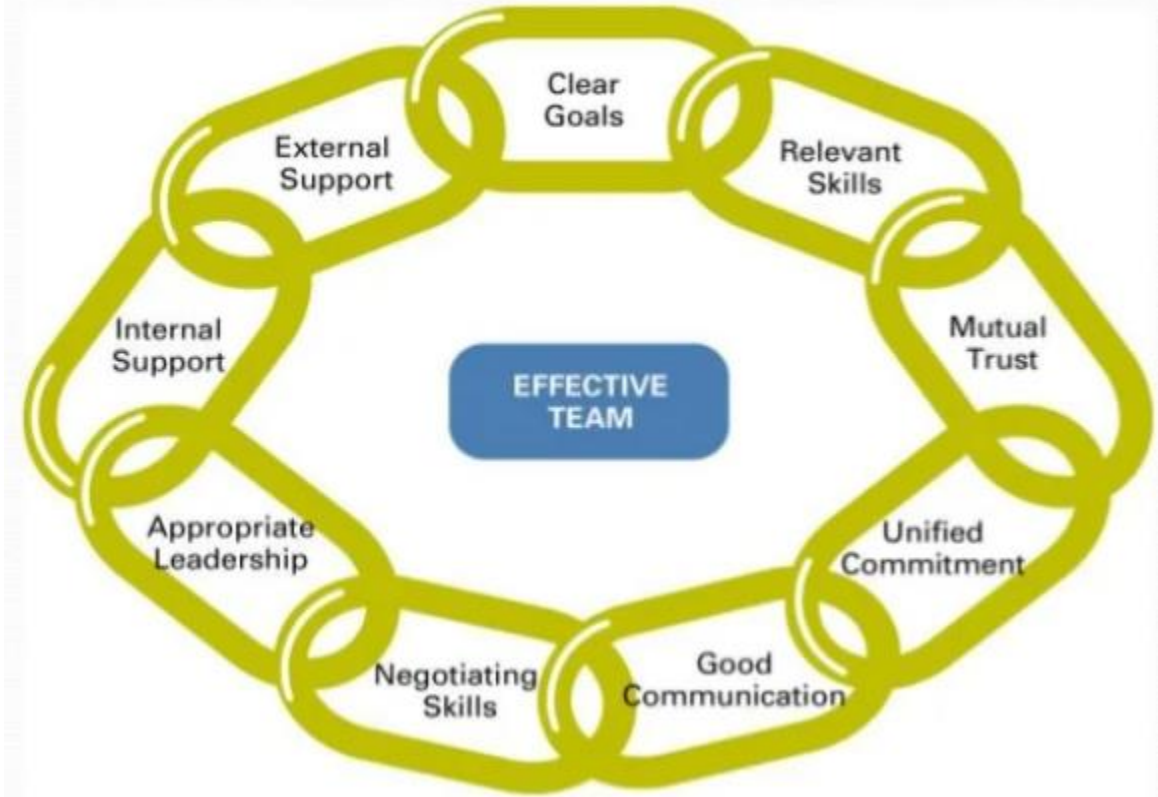 Clear
Goals
Relevant
Skills
Mutual
Trust
Unified
Commitment
Good
Communication
Negotiating
Skills
Appropriate
Leadership
Internal
Support
External
Support
EFFECTIVE
TEAM